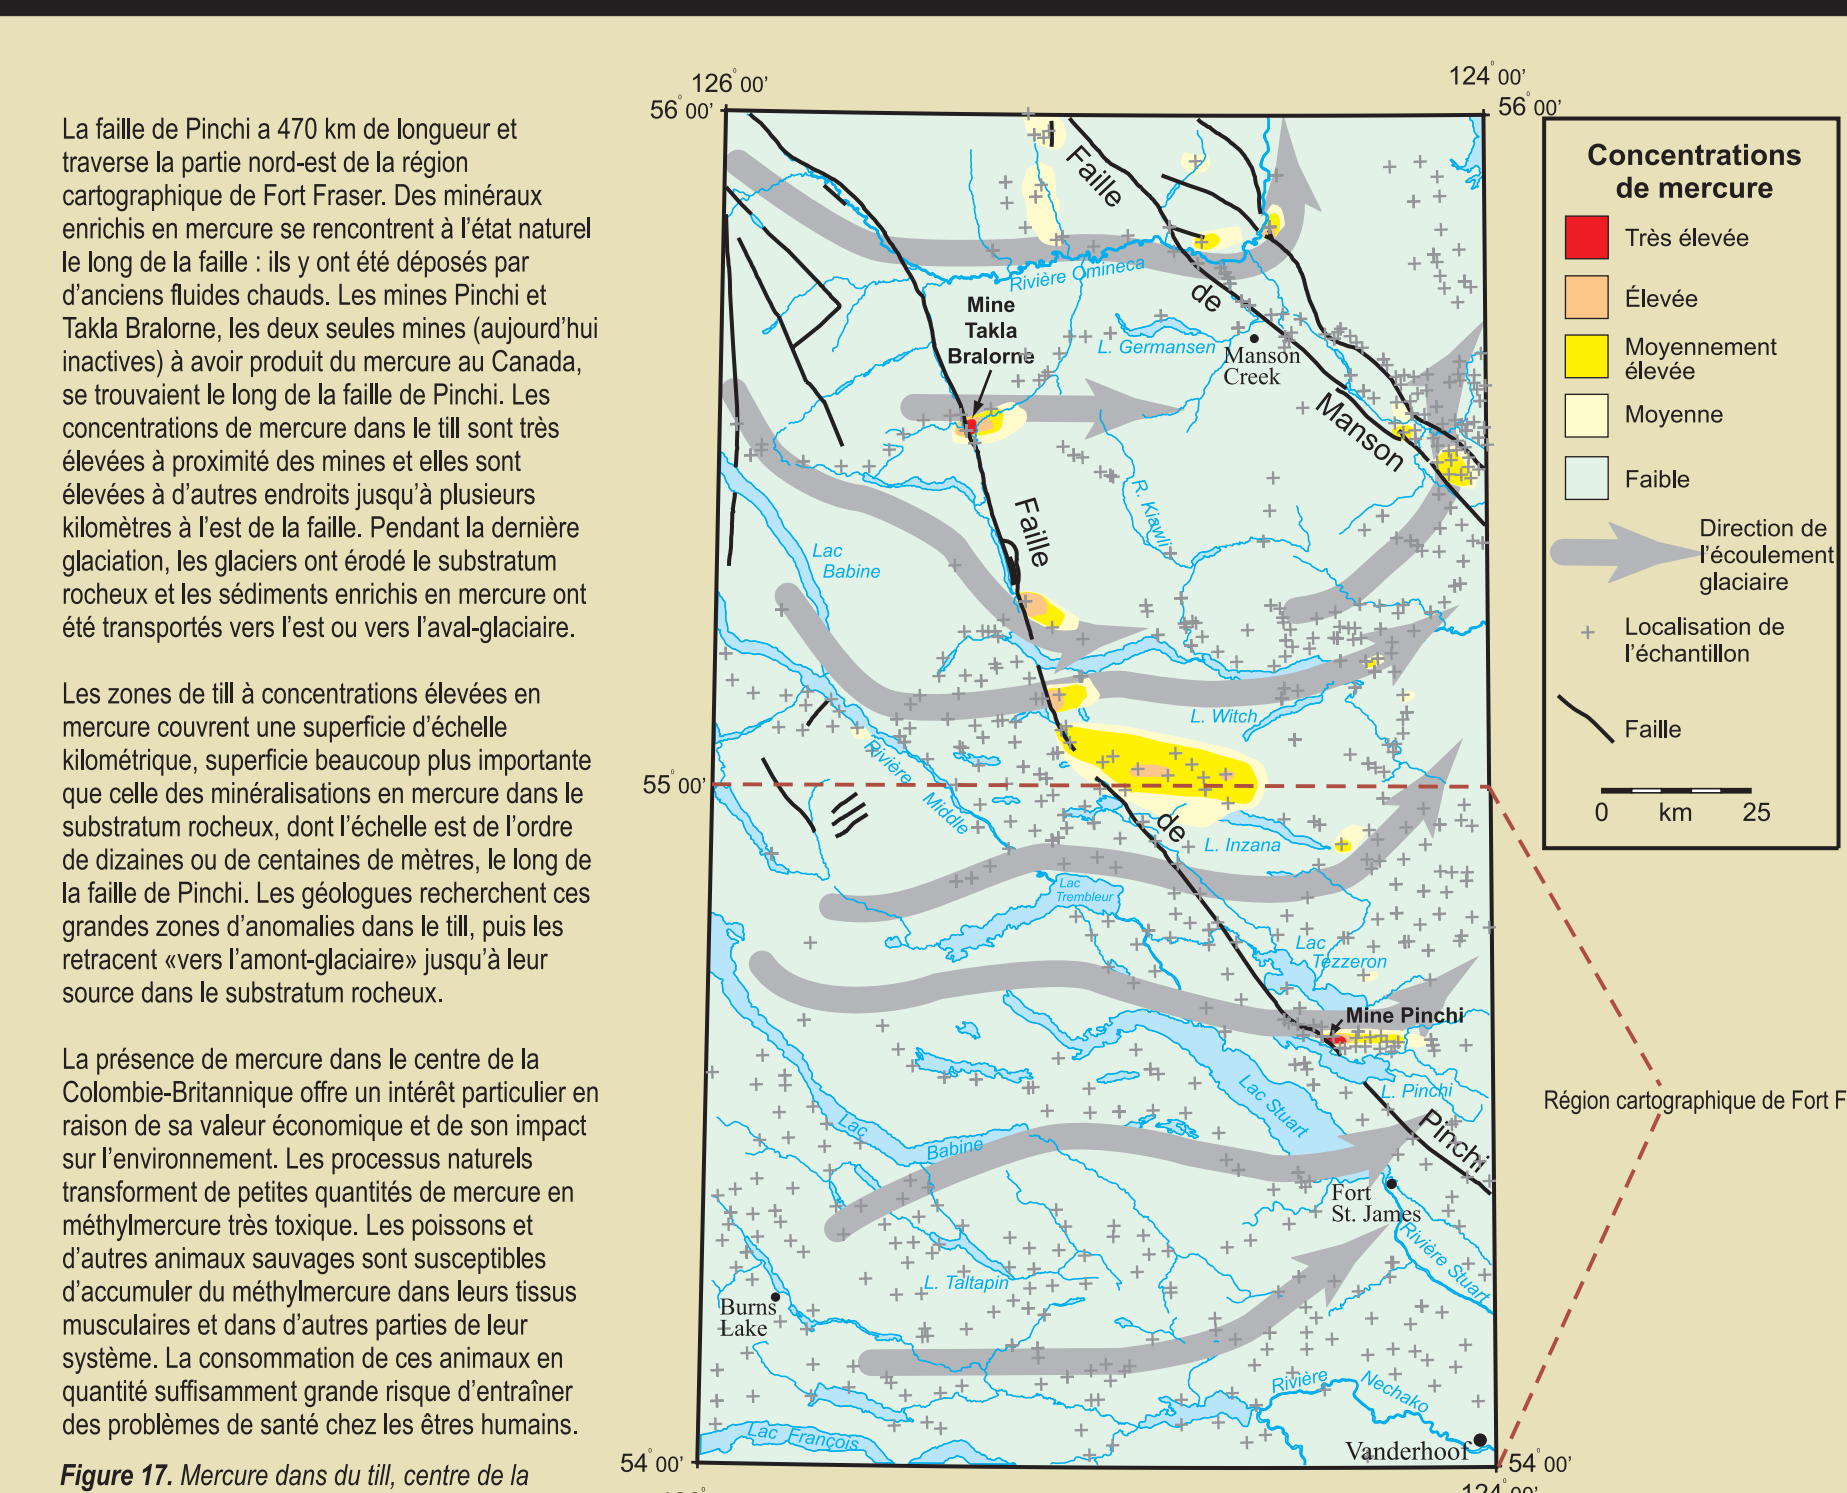 La faille de Pinchi a 470 km de longueur et
traverse la partie nord-est de la région
cartographique de Fort Fraser. Des minéraux
enrichis en mercure se rencontrent à l'état naturel
le long de la faille : ils y ont été déposés par
d'anciens fluides chauds. Les mines Pinchi et
Takla Bralorne, les deux seules mines (aujourd'hui
inactives) à avoir produit du mercure au Canada,
se trouvaient le long de la faille de Pinchi. Les
concentrations de mercure dans le till sont très
élevées à proximité des mines et elles sont
élevées à d'autres endroits jusqu'à plusieurs
kilomètres à l'est de la faille. Pendant la dernière
glaciation, les glaciers ont érodé le substratum
rocheux et les sédiments enrichis en mercure ont
été transportés vers l'est ou vers l'aval-glaciaire.
Les zones de till à concentrations élevées en
mercure couvrent une superficie d'échelle
kilométrique, superficie beaucoup plus importante
que celle des minéralisations en mercure dans le
substratum rocheux, dont l'échelle est de l'ordre
de dizaines ou de centaines de mètres, le long de
la faille de Pinchi. Les géologues recherchent ces
grandes zones d'anomalies dans le till, puis les
retracent «vers l'amont-glaciaire» jusqu'à leur
source dans le substratum rocheux.
La présence de mercure dans le centre de la
Colombie-Britannique offre un intérêt particulier en
raison de sa valeur économique et de son impact
sur l'environnement. Les processus naturels
transforment de petites quantités de mercure en
méthylmercure très toxique. Les poissons et
d'autres animaux sauvages sont susceptibles
d'accumuler du méthylmercure dans leurs tissus
musculaires et dans d'autres parties de leur
système. La consommation de ces animaux en
quantité suffisamment grande risque d'entraîner
des problèmes de santé chez les êtres humains.
Figure 17. Mercure dans du till, centre de la
126° 00'
124° 00'
56° 00'
56° 00'
Faille
Rivière Omineca
de
Mine
Takla
Bralorne
L. Germansen
Manson
Creek
Manson
Faille
R. Kiawli
Lac
Babine
L. Witch
Rivière
Middle
55° 00'
de
L. Inzana
Lac
Trembleur
Lac
Tezzeron
Mine Pinchi
L. Pinchi
Lac Stuart
Pinchi
Lac
Babine
Fort
St. James
Rivière Stuart
L. Taltapin
Burns
Lake
Rivière
Nechako
Lac François
Vanderhoof
54° 00'
54° 00'
124° 00'
Concentrations
de mercure
Très élevée
Élevée
Moyennement
élevée
Moyenne
Faible
Direction de
l'écoulement
glaciaire
Localisation de
l'échantillon
Faille
0 km 25
Région cartographique de Fort F